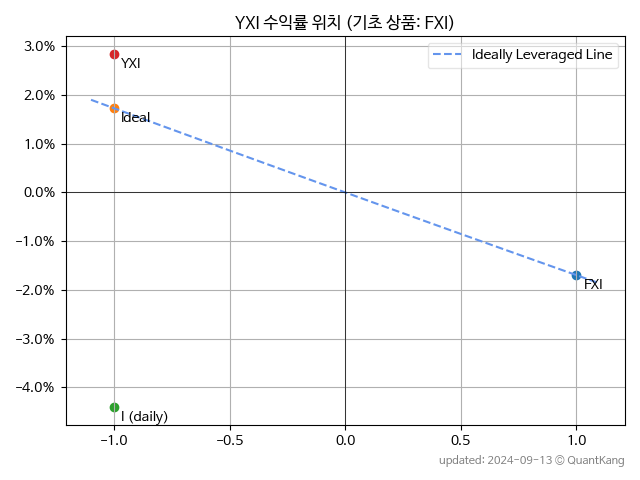 YXI 수익률 위치 (기초 상품: FXI)
3.0%
YXI
Ideally Leveraged Line
2.0%
Ideal
1.0%
0.0%
-1.0%
-2.0%
FXI
-3.0%
-4.0%
I (daily)
-1.0 -0.5 0.0 0.5 1.0
updated: 2024-09-13 © QuantKang